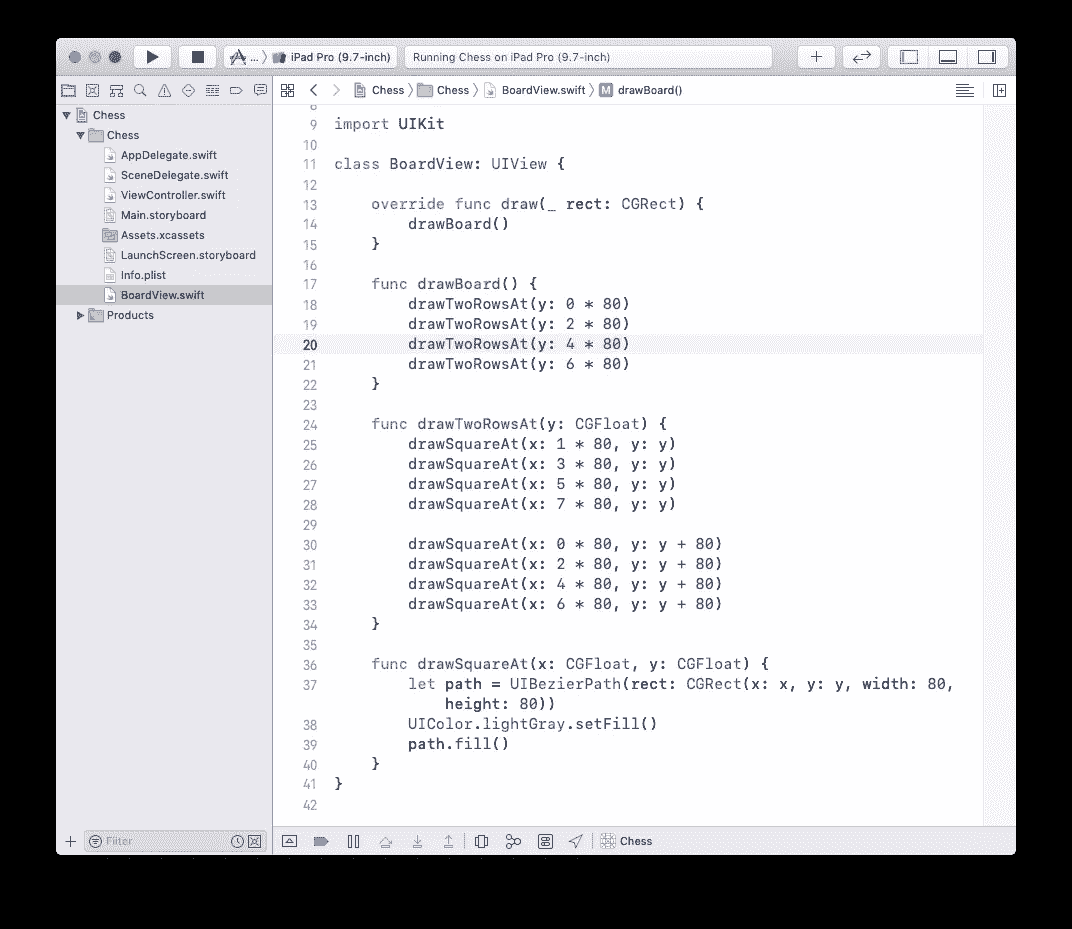 ... 〉 iPad Pro (9.7-inch)
Running Chess on iPad Pro (9.7-inch)
Chess 〉 Chess 〉 BoardView.swift 〉 M drawBoard()
Chess
Chess
AppDelegate.swift
SceneDelegate.swift
ViewController.swift
Main.storyboard
Assets.xcassets
LaunchScreen.storyboard
Info.plist
BoardView.swift
Products
Filter
8
9 import UIKit
10
11 class BoardView: UIView {
12
13     override func draw(_ rect: CGRect) {
14         drawBoard()
15     }
16
17     func drawBoard() {
18         drawTwoRowsAt(y: 0 * 80)
19         drawTwoRowsAt(y: 2 * 80)
20         drawTwoRowsAt(y: 4 * 80)
21         drawTwoRowsAt(y: 6 * 80)
22     }
23
24     func drawTwoRowsAt(y: CGFloat) {
25         drawSquareAt(x: 1 * 80, y: y)
26         drawSquareAt(x: 3 * 80, y: y)
27         drawSquareAt(x: 5 * 80, y: y)
28         drawSquareAt(x: 7 * 80, y: y)
29
30         drawSquareAt(x: 0 * 80, y: y + 80)
31         drawSquareAt(x: 2 * 80, y: y + 80)
32         drawSquareAt(x: 4 * 80, y: y + 80)
33         drawSquareAt(x: 6 * 80, y: y + 80)
34     }
35
36     func drawSquareAt(x: CGFloat, y: CGFloat) {
37         let path = UIBezierPath(rect: CGRect(x: x, y: y, width: 80,
            height: 80))
38         UIColor.lightGray.setFill()
39         path.fill()
40     }
41 }
42
Chess